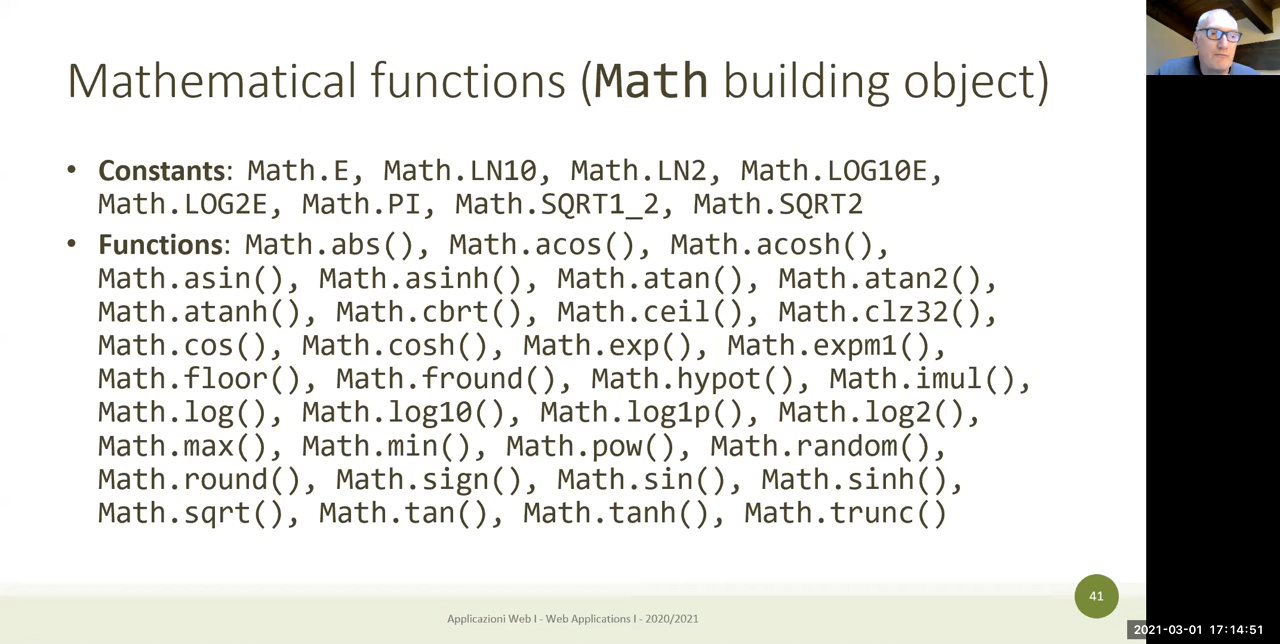 Mathematical functions (Math building object)
• Constants: Math.E, Math.LN10, Math.LN2, Math.LOG10E,
Math.LOG2E, Math.PI, Math.SQRT1_2, Math.SQRT2
• Functions: Math.abs(), Math.acos(), Math.acosh(),
Math.asin(), Math.asinh(), Math.atan(), Math.atan2(),
Math.atanh(), Math.cbrt(), Math.ceil(), Math.clz32(),
Math.cos(), Math.cosh(), Math.exp(), Math.expm1(),
Math.floor(), Math.fround(), Math.hypot(), Math.imul(),
Math.log(), Math.log10(), Math.log1p(), Math.log2(),
Math.max(), Math.min(), Math.pow(), Math.random(),
Math.round(), Math.sign(), Math.sin(), Math.sinh(),
Math.sqrt(), Math.tan(), Math.tanh(), Math.trunc()
41
Applicazioni Web I - Web Applications I - 2020/2021
2021-03-01 17:14:51